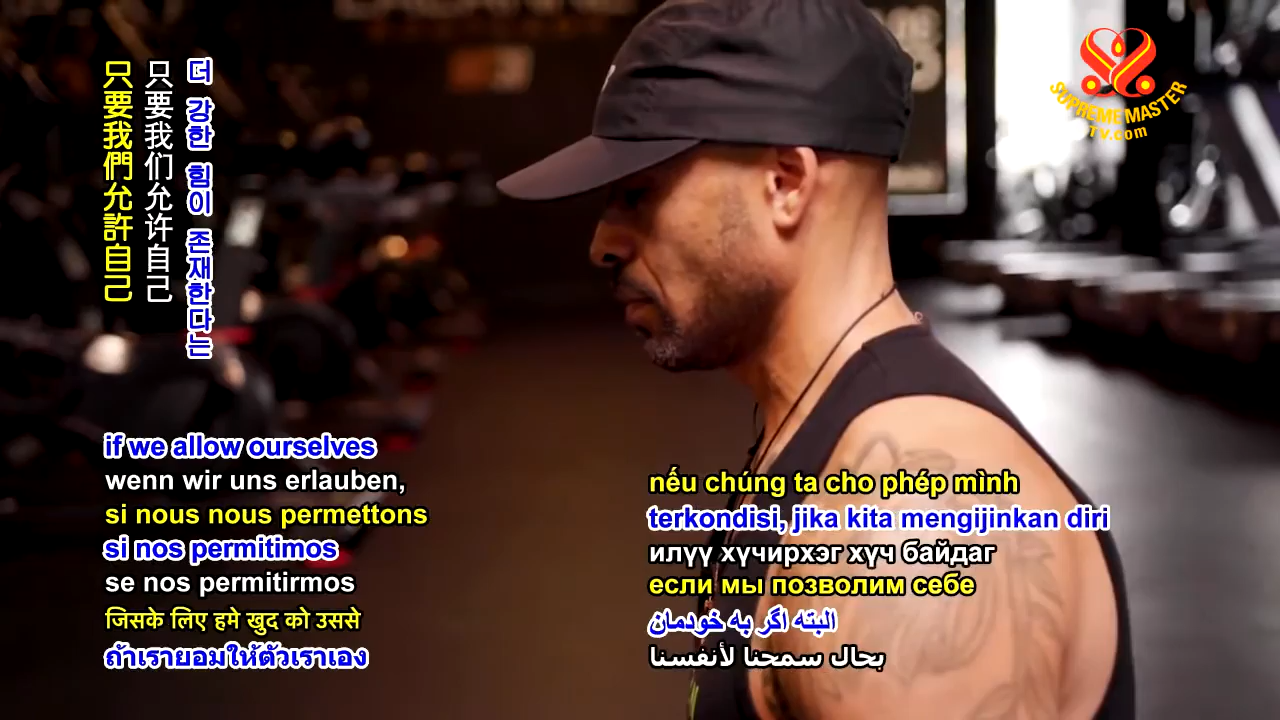 只要我們允許自己
只要我们允许自己
더 강한 힘이 존재한다는
SUPREME MASTER
TV.com
if we allow ourselves
wenn wir uns erlauben,
si nous nous permettons
si nos permitimos
se nos permitirmos
जिसके लिए हमे खुद को उससे
ถ้าเรายอมให้ตัวเราเอง
nếu chúng ta cho phép mình
terkondisi, jika kita mengijinkan diri
илүү хүчирхэг хүч байдаг
если мы позволим себе
البته اگر به خودمان
بحال سمحنا لأنفسنا